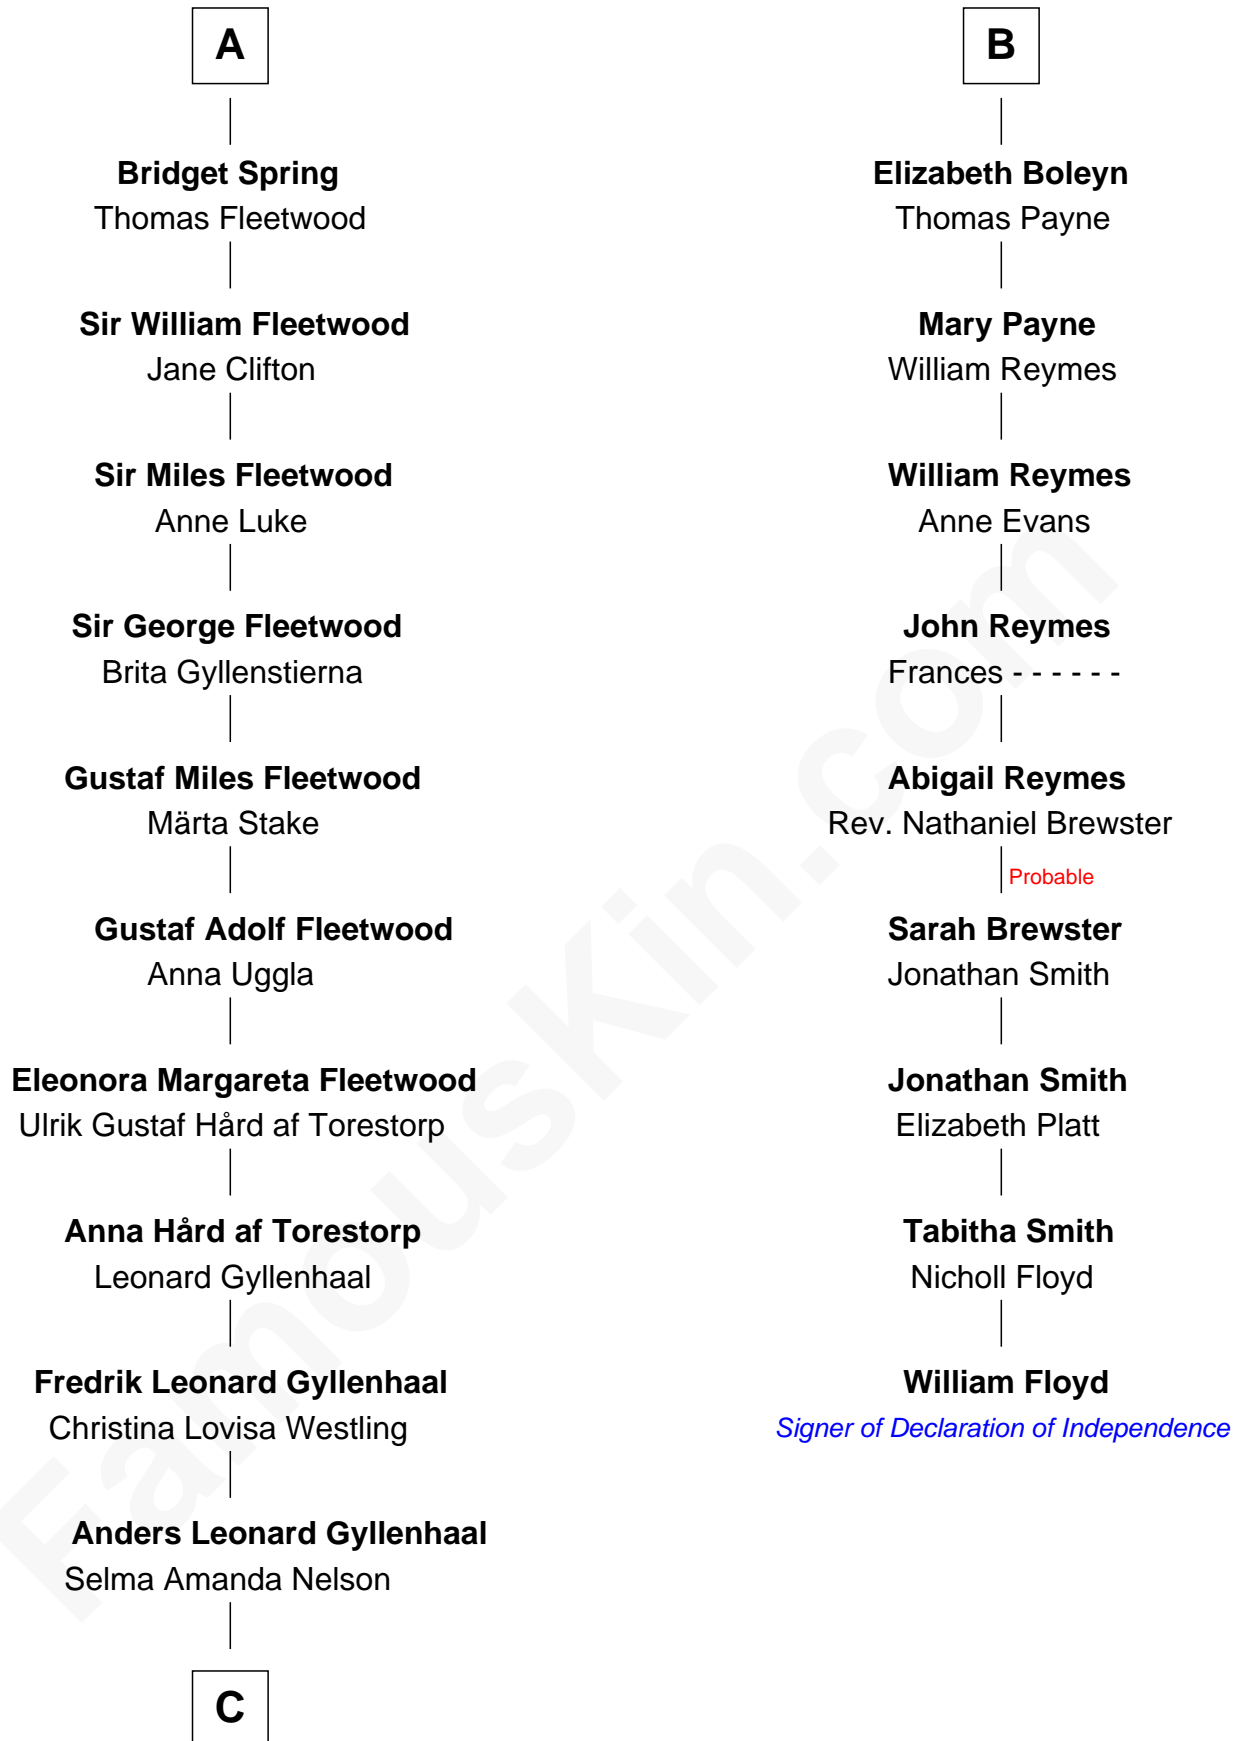 A
Bridget Spring
Thomas Fleetwood
Sir William Fleetwood
Jane Clifton
Sir Miles Fleetwood
Anne Luke
Sir George Fleetwood
Brita Gyllenstierna
Gustaf Miles Fleetwood
Märta Stake
Gustaf Adolf Fleetwood
Anna Uggla
Eleonora Margareta Fleetwood
Ulrik Gustaf Hård af Torestorp
Anna Hård af Torestorp
Leonard Gyllenhaal
Fredrik Leonard Gyllenhaal
Christina Lovisa Westling
Anders Leonard Gyllenhaal
Selma Amanda Nelson
C
B
Elizabeth Boleyn
Thomas Payne
Mary Payne
William Reymes
William Reymes
Anne Evans
John Reymes
Frances - - - - - -
Abigail Reymes
Rev. Nathaniel Brewster
Probable
Sarah Brewster
Jonathan Smith
Jonathan Smith
Elizabeth Platt
Tabitha Smith
Nicholl Floyd
William Floyd
Signer of Declaration of Independence
FamousKin.com